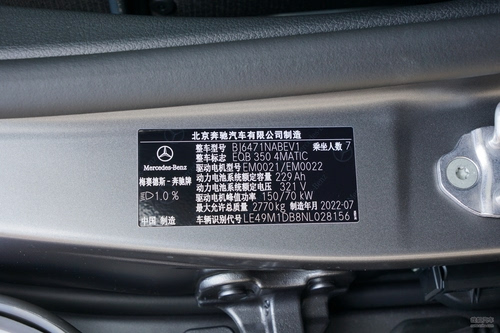 北京奔驰汽车有限公司制造
整车型号 BJ6471NABEV1 乘坐人数 7
整车标志 EQB 350 4MATIC
Mercedes-Benz 驱动电机型号 EM0021/EM0022
动力电池系统额定容量 229 Ah
梅赛德斯-奔驰牌 动力电池系统额定电压 321 V
驱动电机峰值功率 150/70 kW
1.0% 最大允许总质量 2770kg 制造年月 2022-07
中国 制造 车辆识别代号 LE49M1DB8NL028156